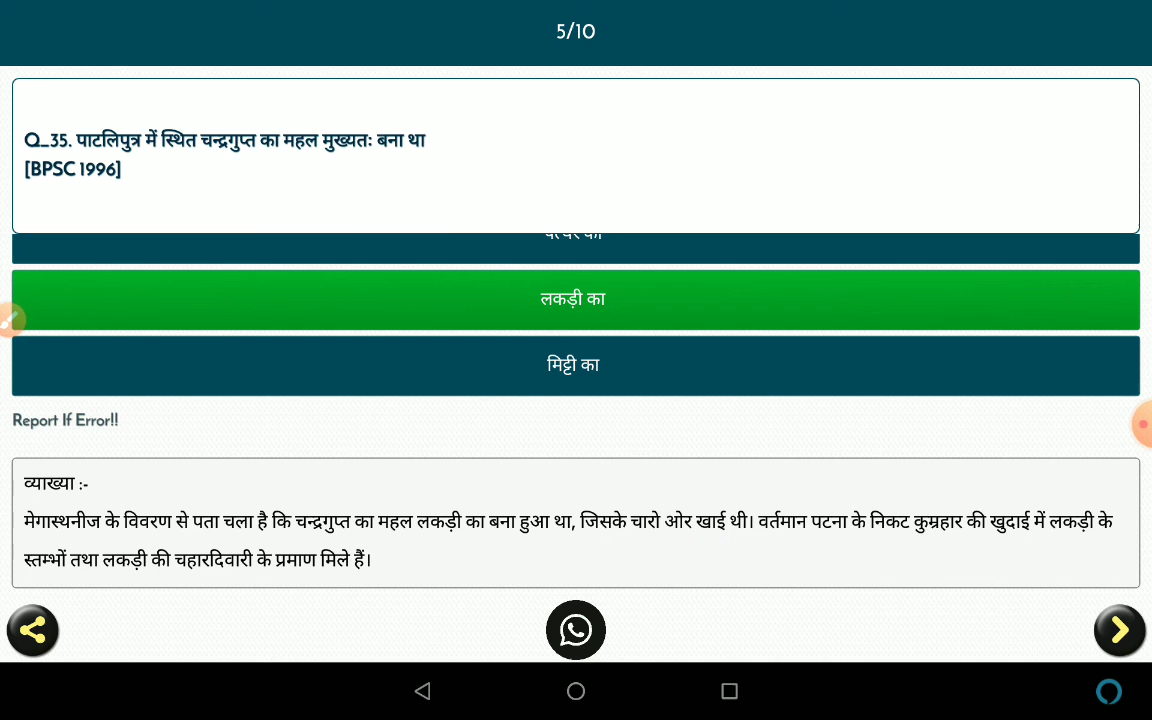 5/10
Q_35. पाटलिपुत्र में स्थित चन्द्रगुप्त का महल मुख्यतः बना था
[BPSC 1996]
लकड़ी का
मिट्टी का
Report If Error!!
व्याख्या :-
मेगास्थनीज के विवरण से पता चला है कि चन्द्रगुप्त का महल लकड़ी का बना हुआ था, जिसके चारो ओर खाई थी। वर्तमान पटना के निकट कुम्रहार की खुदाई में लकड़ी के
स्तम्भों तथा लकड़ी की चहारदिवारी के प्रमाण मिले हैं।